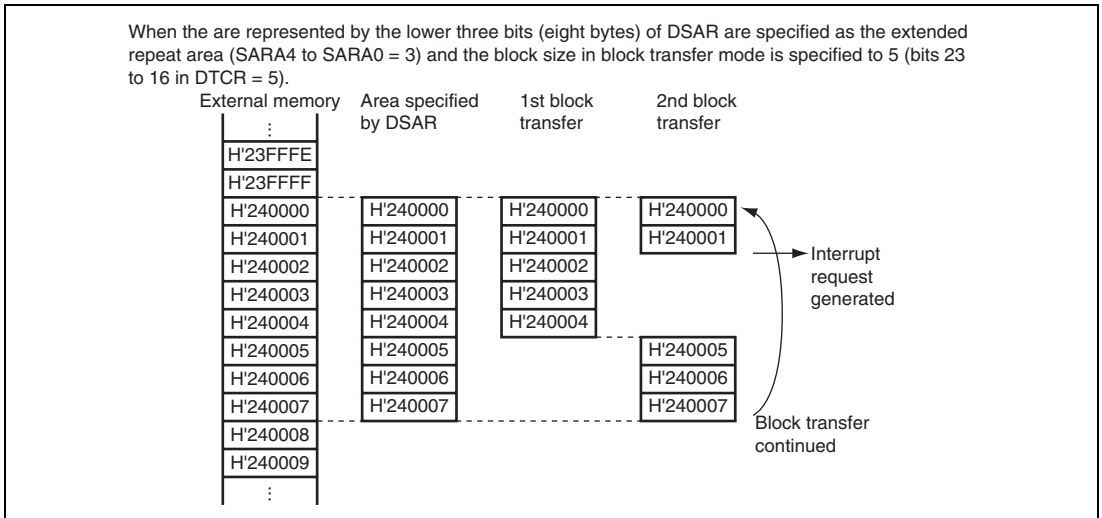 When the are represented by the lower three bits (eight bytes) of DSAR are specified as the extended
repeat area (SARA4 to SARA0 = 3) and the block size in block transfer mode is specified to 5 (bits 23
to 16 in DTCR = 5).
External memory
⋮
H'23FFFE
H'23FFFF
H'240000
H'240001
H'240002
H'240003
H'240004
H'240005
H'240006
H'240007
H'240008
H'240009
⋮
Area specified
by DSAR
H'240000
H'240001
H'240002
H'240003
H'240004
H'240005
H'240006
H'240007
1st block
transfer
H'240000
H'240001
H'240002
H'240003
H'240004
2nd block
transfer
H'240000
H'240001
H'240005
H'240006
H'240007
Interrupt
request
generated
Block transfer
continued